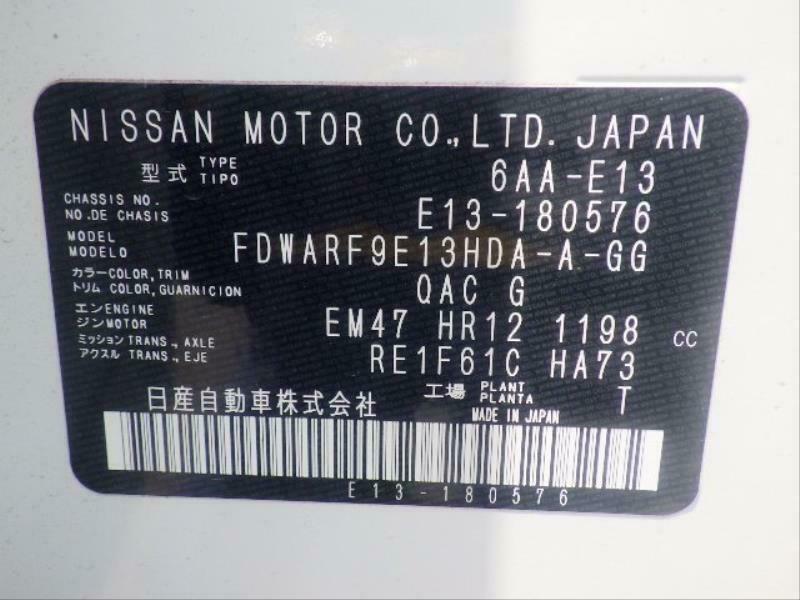 NISSAN MOTOR CO.,LTD. JAPAN
型式 TYPE TIPO 6AA-E13
CHASSIS NO. NO.DE CHASIS E13-180576
MODEL MODELO FDWARF9E13HDA-A-GG
カラー COLOR,TRIM トリム COLOR,GUARNICION QAC G
エンジン ENGINE MOTOR EM47 HR12 1198 CC
ミッション TRANS., AXLE アクスル TRANS., EJE RE1F61C HA73
工場 PLANT PLANTA T
日産自動車株式会社 MADE IN JAPAN
E13-180576